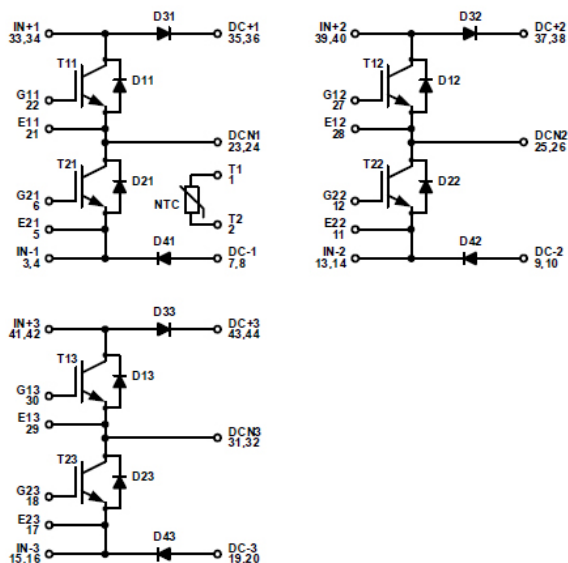 D31
IN+1
33,34
DC+1
35,36
T11
D11
G11
22
E11
21
DCN1
23,24
T21
D21
G21
6
T1
1
NTC
T2
2
E21
5
IN-1
3,4
D41
DC-1
7,8
D32
IN+2
39,40
DC+2
37,38
T12
D12
G12
27
E12
28
DCN2
25,26
T22
D22
G22
12
E22
11
IN-2
13,14
D42
DC-2
9,10
D33
IN+3
41,42
DC+3
43,44
T13
D13
G13
30
E13
29
DCN3
31,32
T23
D23
G23
18
E23
17
IN-3
15,16
D43
DC-3
19,20